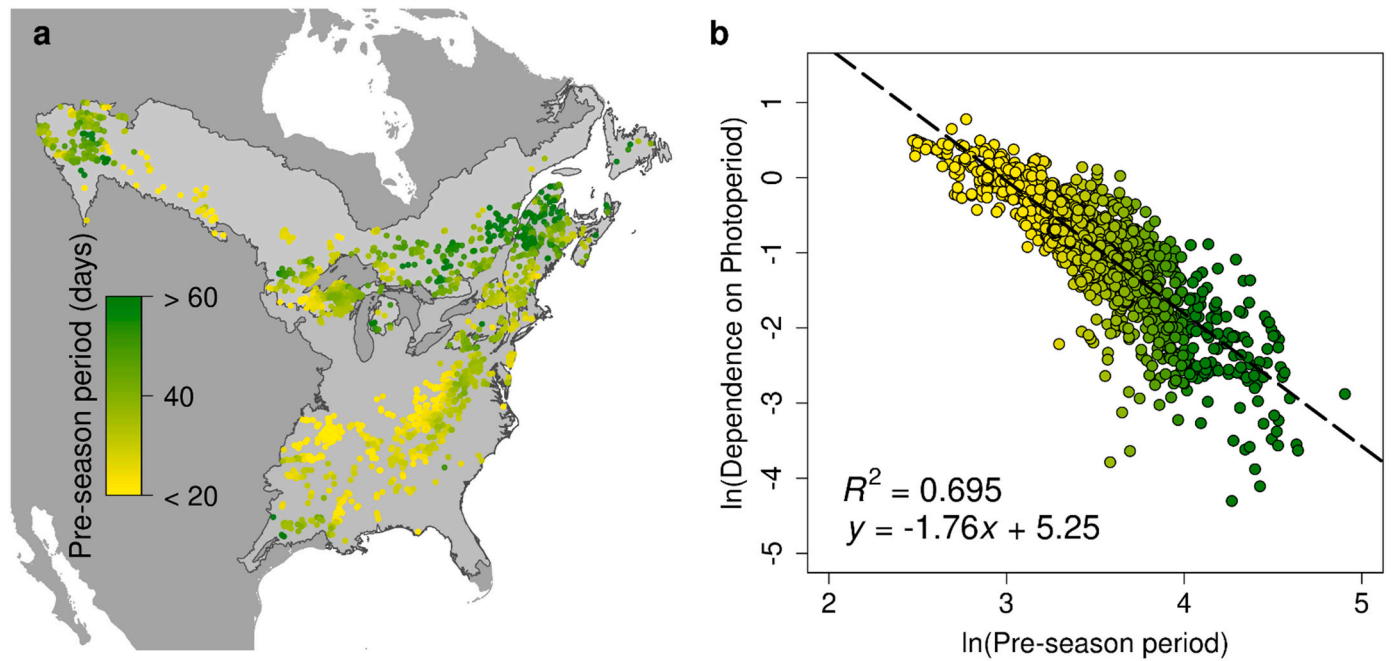 a
Pre-season period (days)
> 60
40
< 20
b
ln(Dependence on Photoperiod)
1
0
-1
-2
-3
-4
-5
R² = 0.695
y = -1.76x + 5.25
2
3
4
5
ln(Pre-season period)